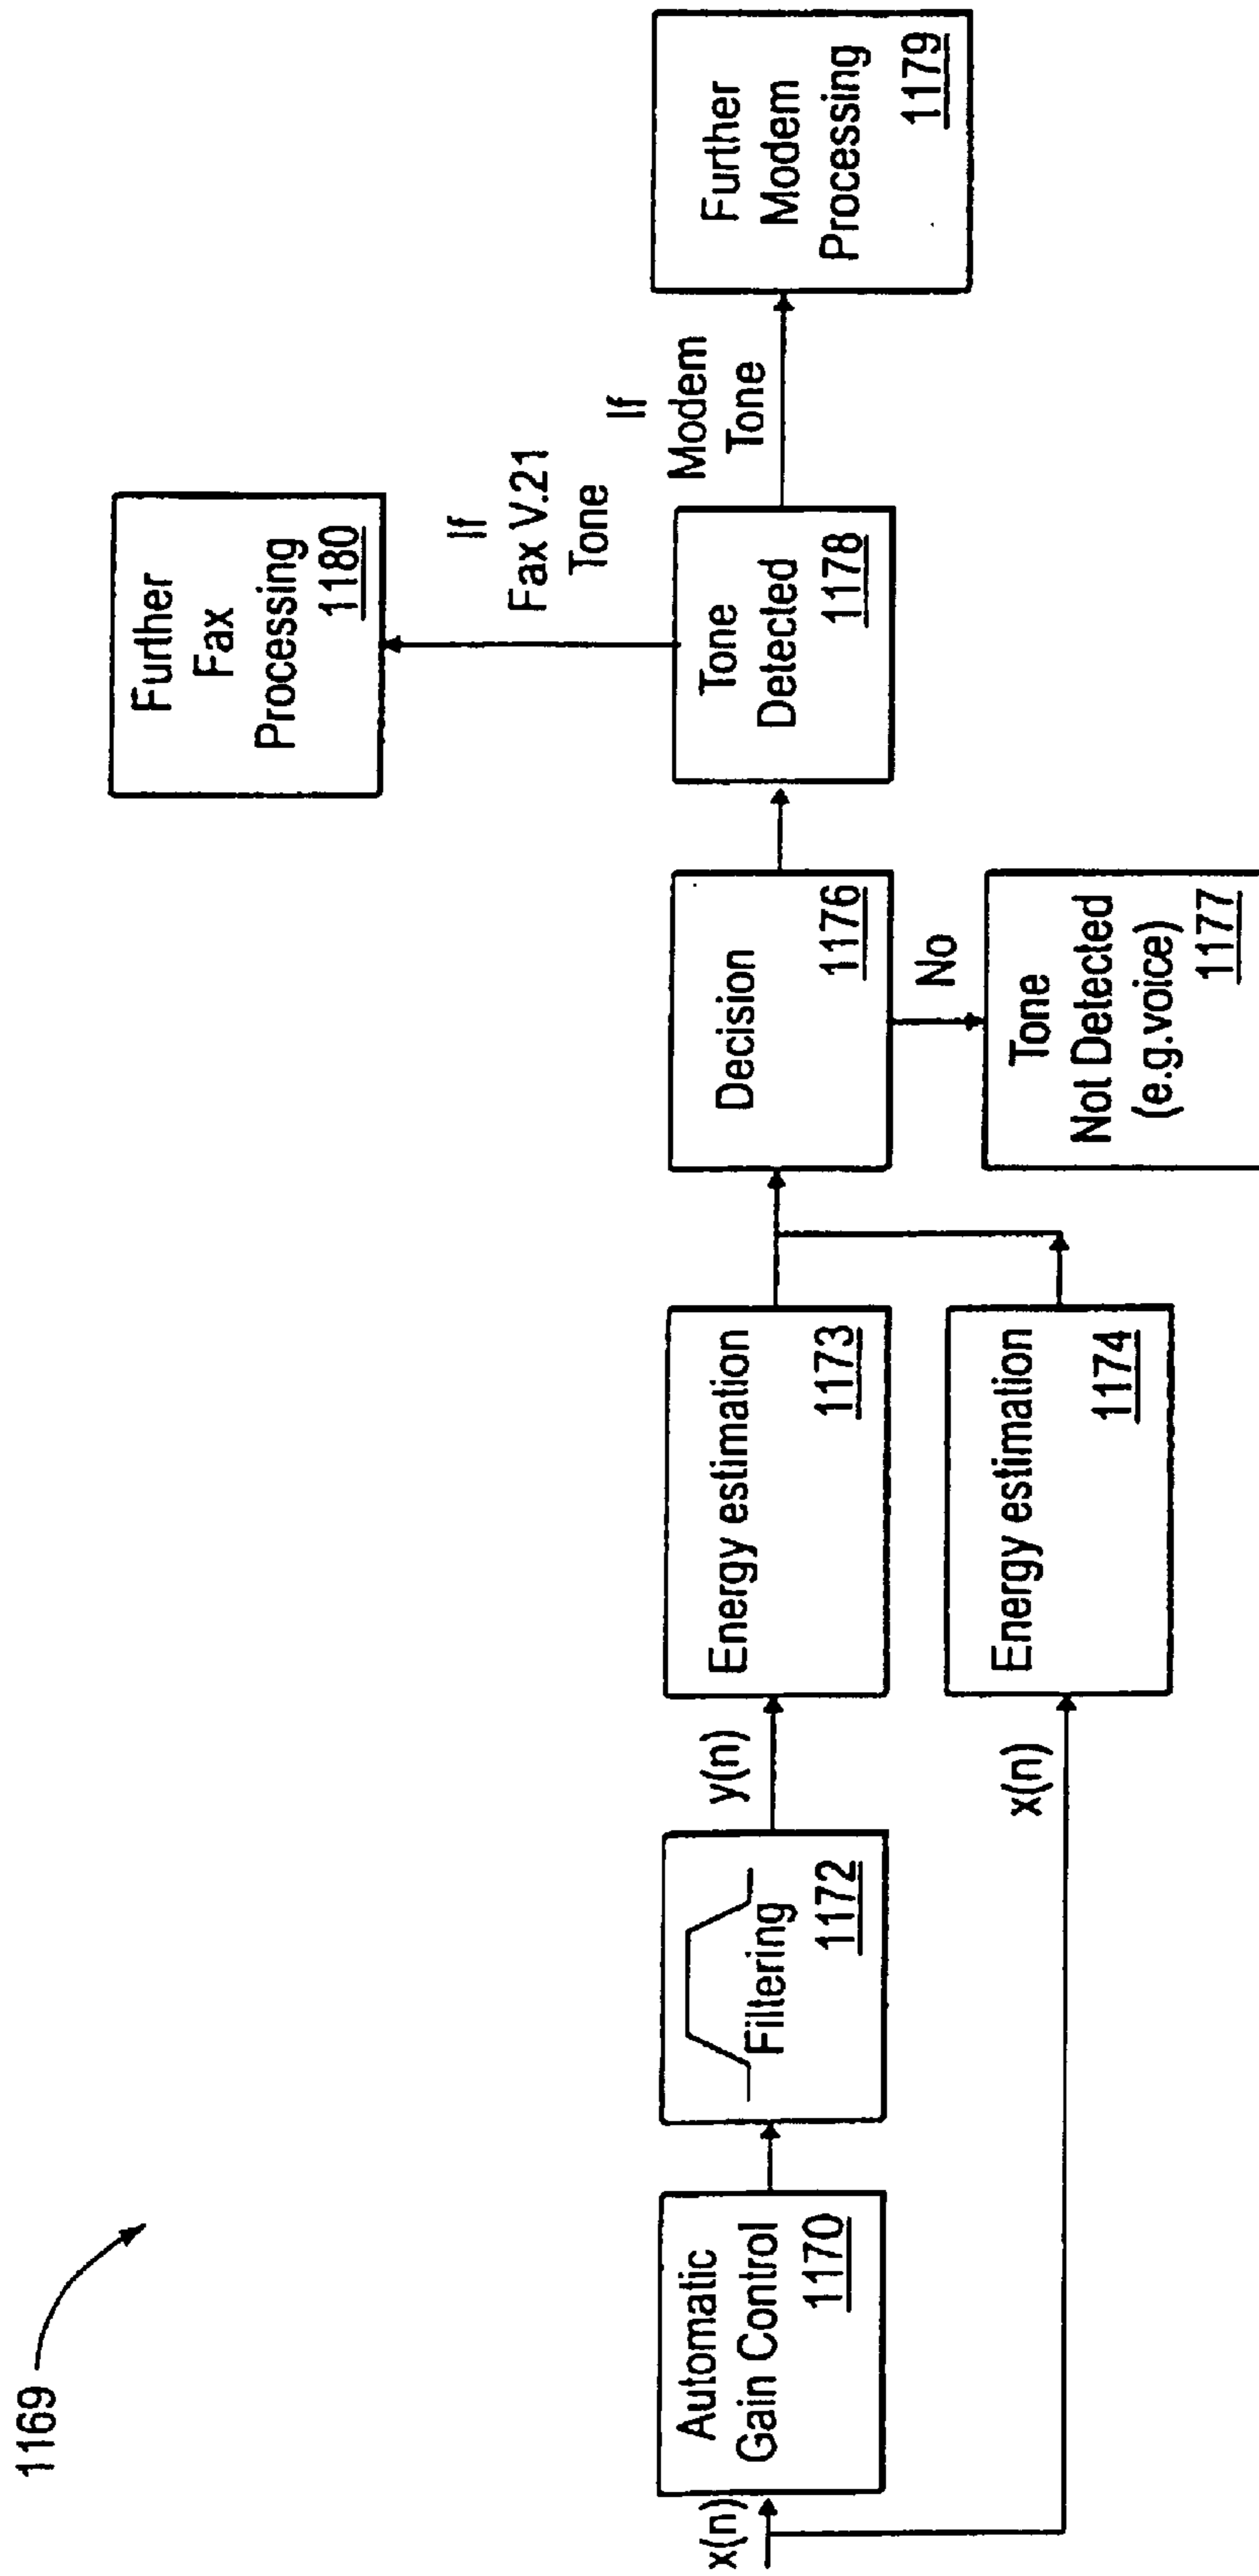 1169
x(n)
Automatic
Gain Control
1170
Filtering
1172
y(n)
Energy estimation
1173
x(n)
Energy estimation
1174
Decision
1176
No
Tone
Not Detected
(e.g.voice)
1177
Tone
Detected
1178
If
Fax V.21
Tone
Further
Fax
Processing
1180
If
Modem
Tone
Further
Modem
Processing
1179